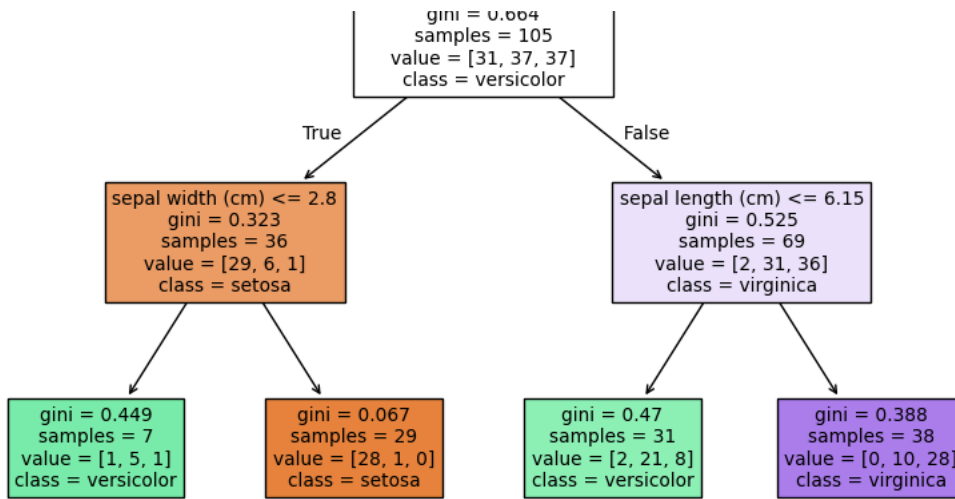 gini = 0.664
samples = 105
value = [31, 37, 37]
class = versicolor
True
False
sepal width (cm) <= 2.8
gini = 0.323
samples = 36
value = [29, 6, 1]
class = setosa
sepal length (cm) <= 6.15
gini = 0.525
samples = 69
value = [2, 31, 36]
class = virginica
gini = 0.449
samples = 7
value = [1, 5, 1]
class = versicolor
gini = 0.067
samples = 29
value = [28, 1, 0]
class = setosa
gini = 0.47
samples = 31
value = [2, 21, 8]
class = versicolor
gini = 0.388
samples = 38
value = [0, 10, 28]
class = virginica